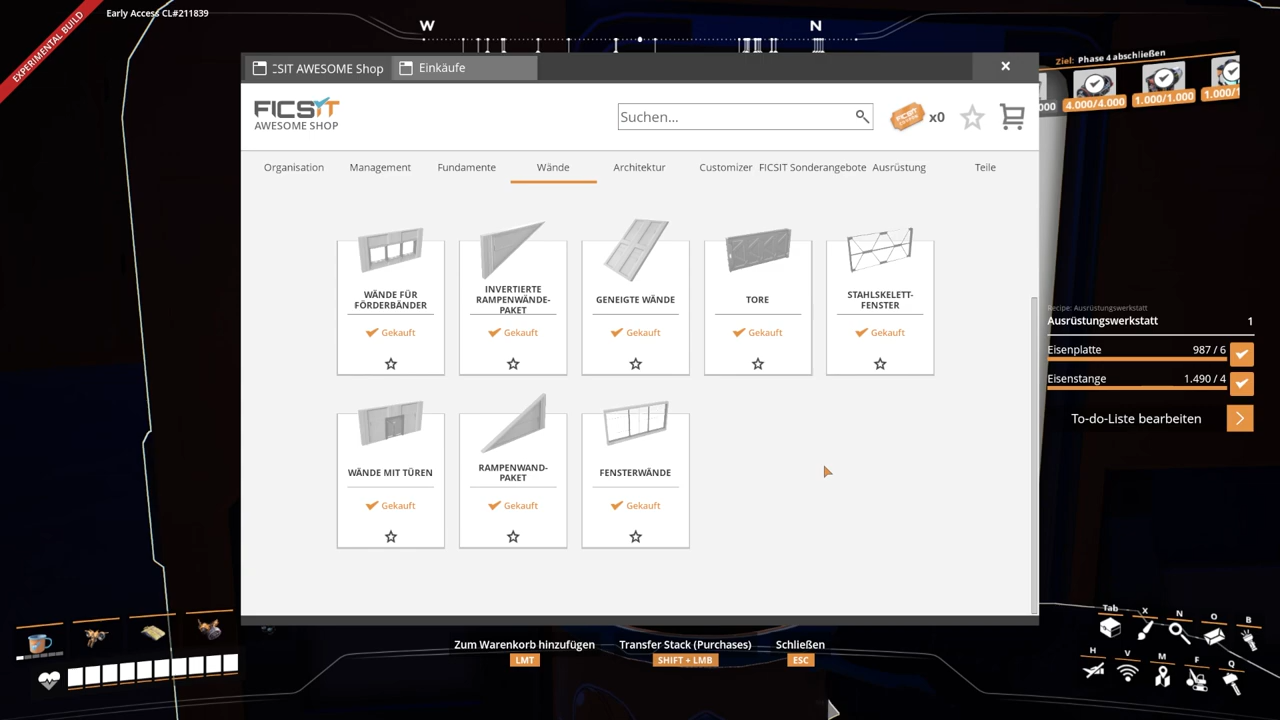 EXPERIMENTAL BUILD
Early Access CL#211839
W
N
Ziel: Phase 4 abschließen
000
4.000/4.000
1.000/1.000
1.000/1
CSIT AWESOME Shop
Einkäufe
×
FICSIT
AWESOME SHOP
Suchen...
x0
Organisation
Management
Fundamente
Wände
Architektur
Customizer
FICSIT Sonderangebote
Ausrüstung
Teile
WÄNDE FÜR
FÖRDERBÄNDER
Gekauft
INVERTIERTE
RAMPENWÄNDE-
PAKET
Gekauft
GENEIGTE WÄNDE
Gekauft
TORE
Gekauft
STAHLSKELETT-
FENSTER
Gekauft
WÄNDE MIT TÜREN
Gekauft
RAMPENWAND-
PAKET
Gekauft
FENSTERWÄNDE
Gekauft
Recipe: Ausrüstungswerkstatt
Ausrüstungswerkstatt 1
Eisenplatte 987 / 6
Eisenstange 1.490 / 4
To-do-Liste bearbeiten
Zum Warenkorb hinzufügen
LMT
Transfer Stack (Purchases)
SHIFT + LMB
Schließen
ESC
Tab
X
N
O
B
H
V
M
F
Q